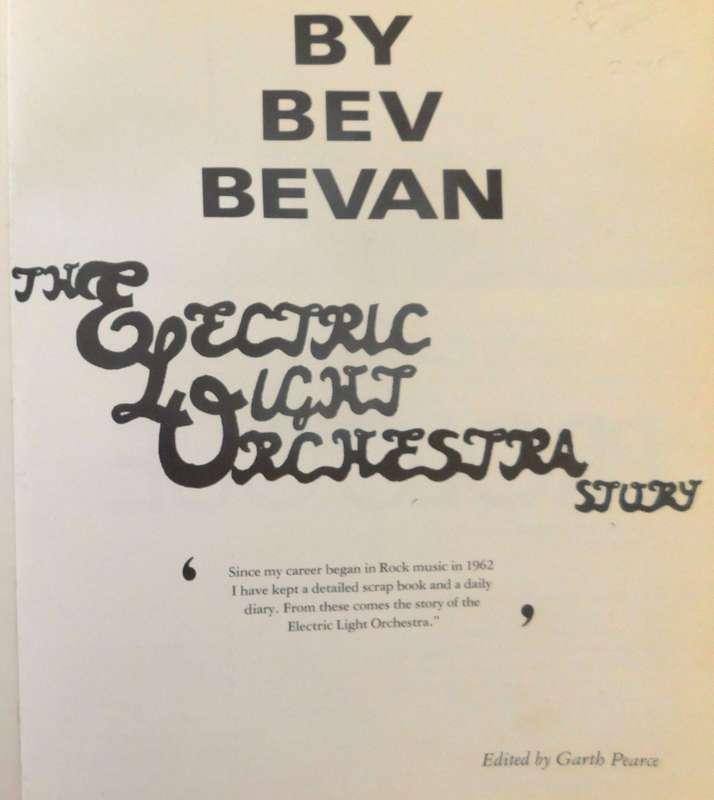 BY
BEV
BEVAN
THE
ELECTRIC
LIGHT
ORCHESTRA
STORY
‘ Since my career began in Rock music in 1962
I have kept a detailed scrap book and a daily
diary. From these comes the story of the
Electric Light Orchestra.” ’
Edited by Garth Pearce